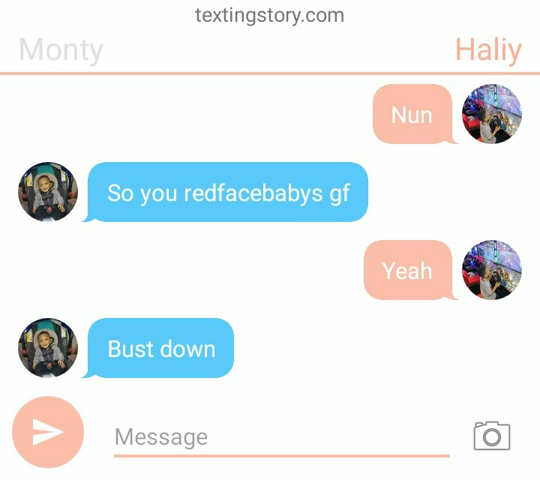 textingstory.com
Monty
Haliy
Nun
So you redfacebabys gf
Yeah
Bust down
Message